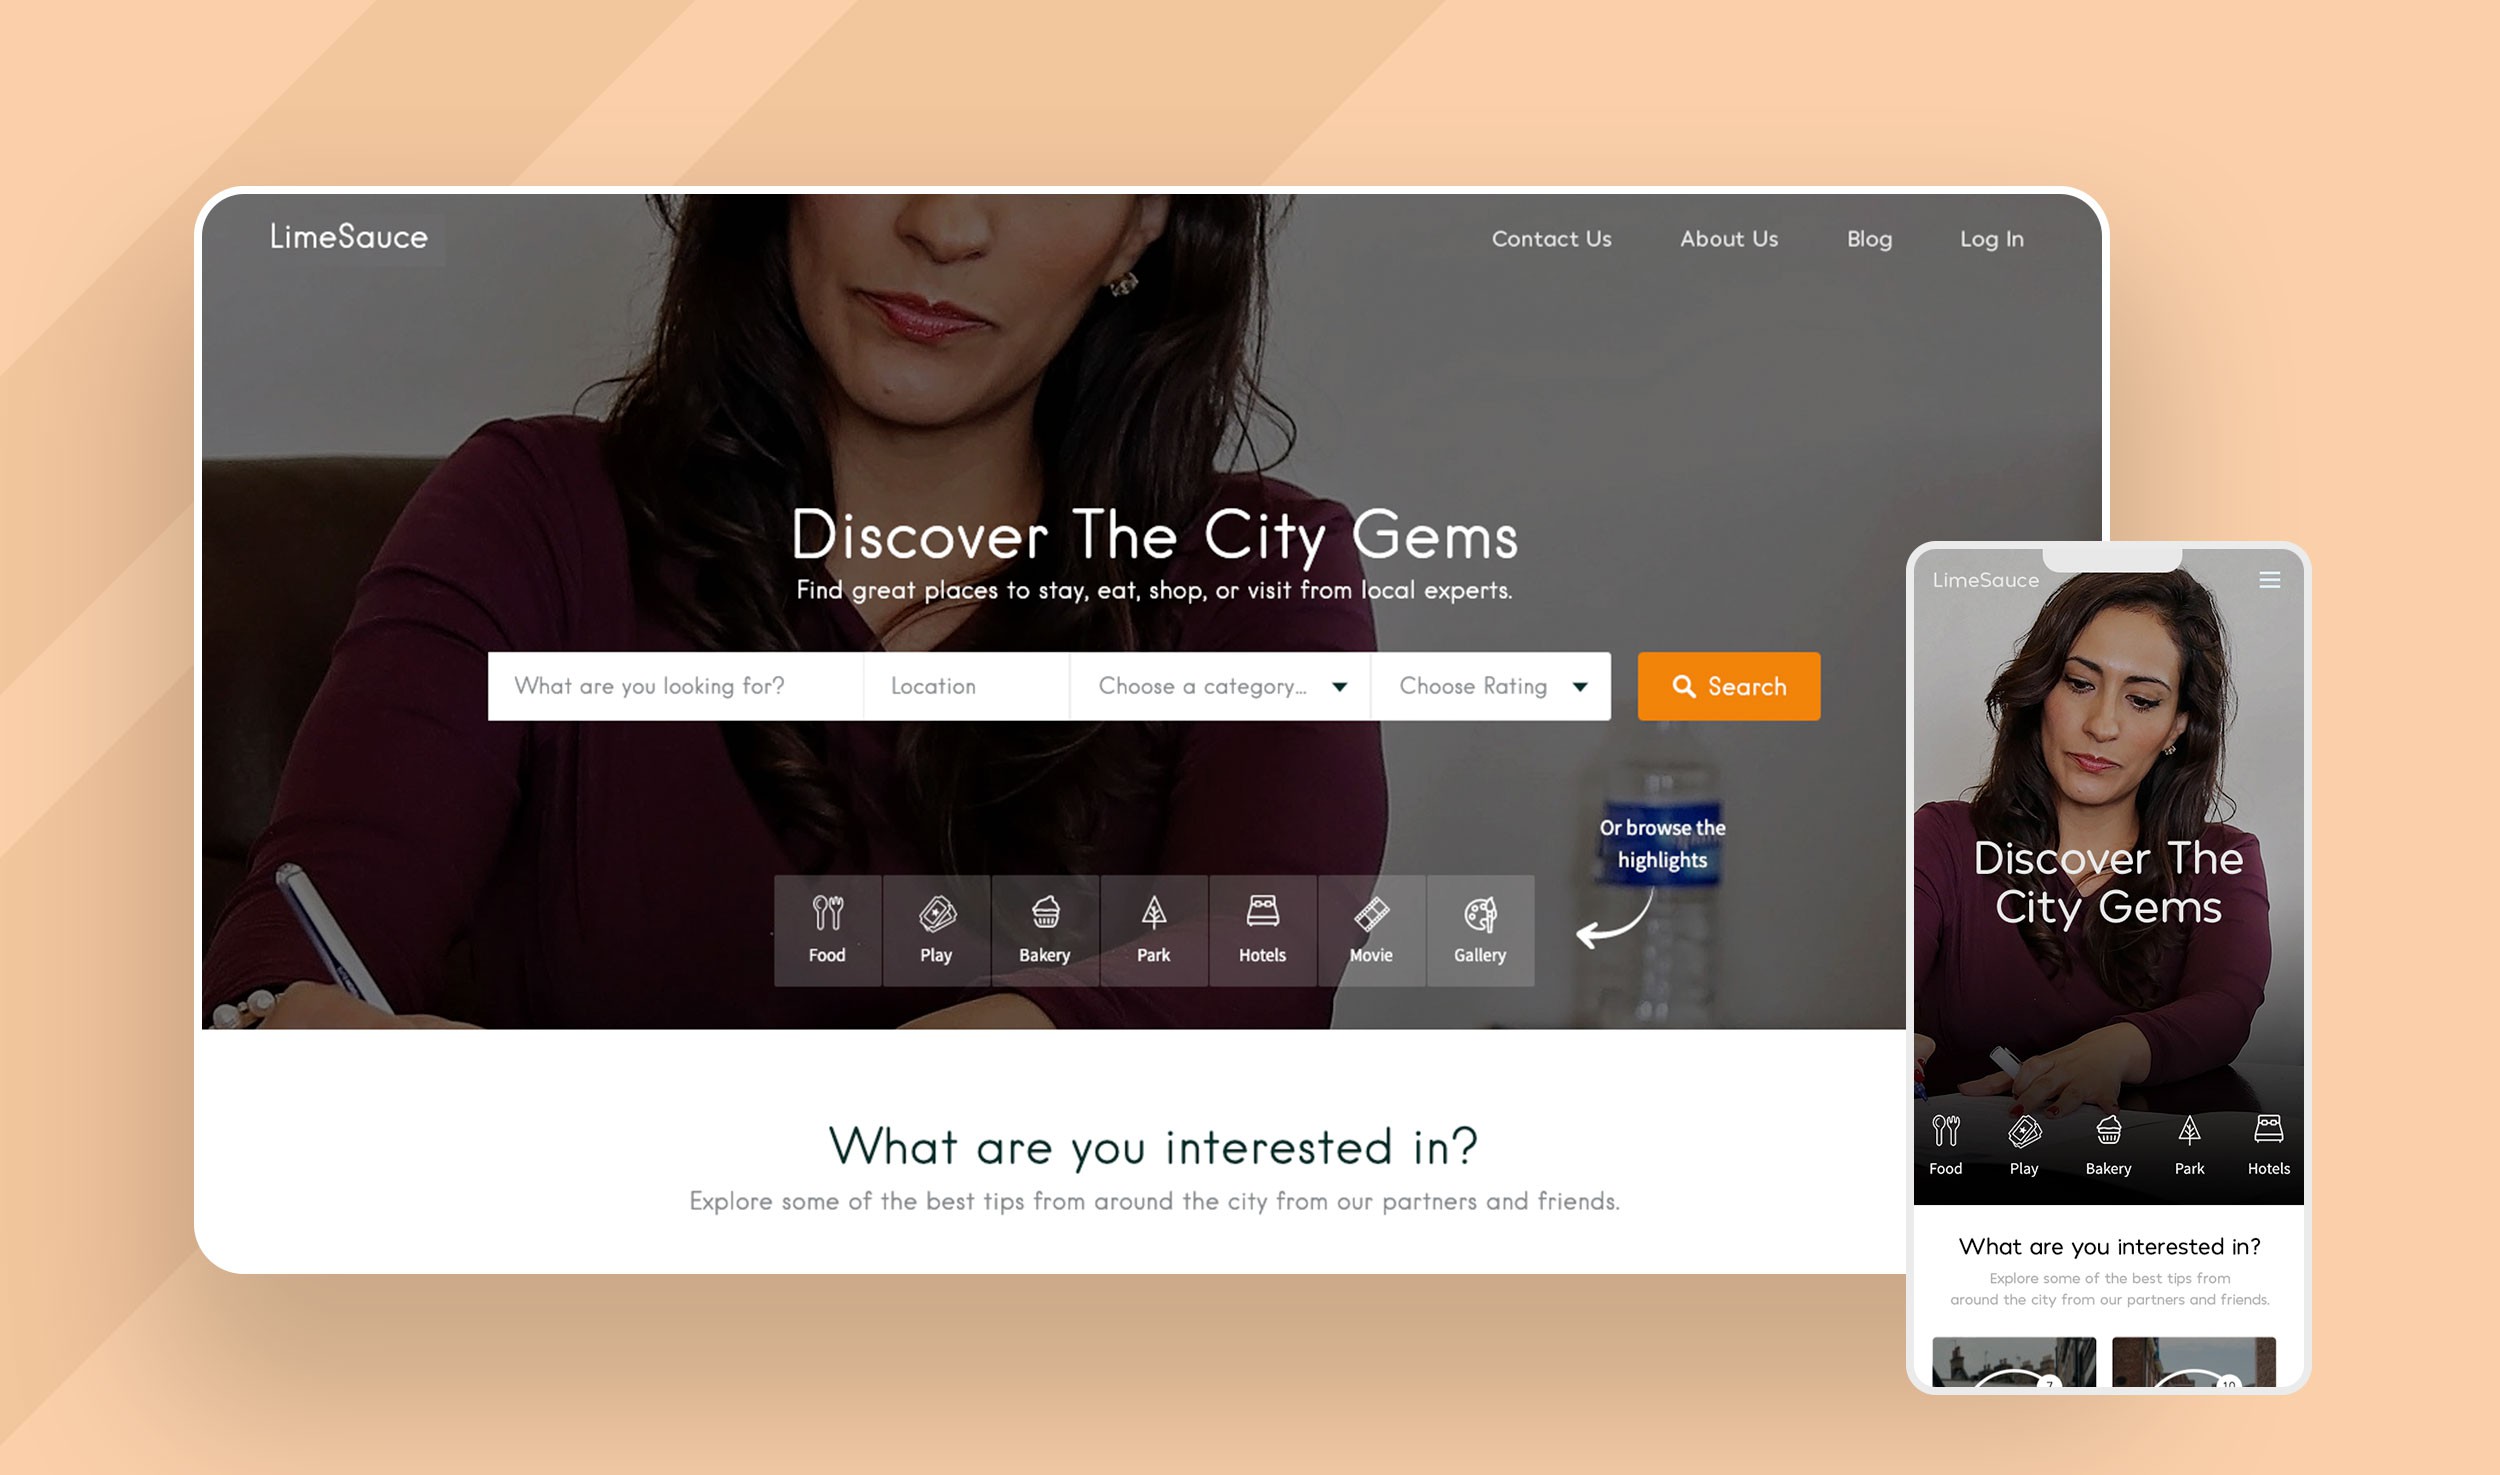 LimeSauce
Contact Us
About Us
Blog
Log In
Discover The City Gems
Find great places to stay, eat, shop, or visit from local experts.
What are you looking for?
Location
Choose a category...
Choose Rating
Search
Or browse the
highlights
Food
Play
Bakery
Park
Hotels
Movie
Gallery
What are you interested in?
Explore some of the best tips from around the city from our partners and friends.
LimeSauce
Discover The
City Gems
Food
Play
Bakery
Park
Hotels
What are you interested in?
Explore some of the best tips from
around the city from our partners and friends.
7
10